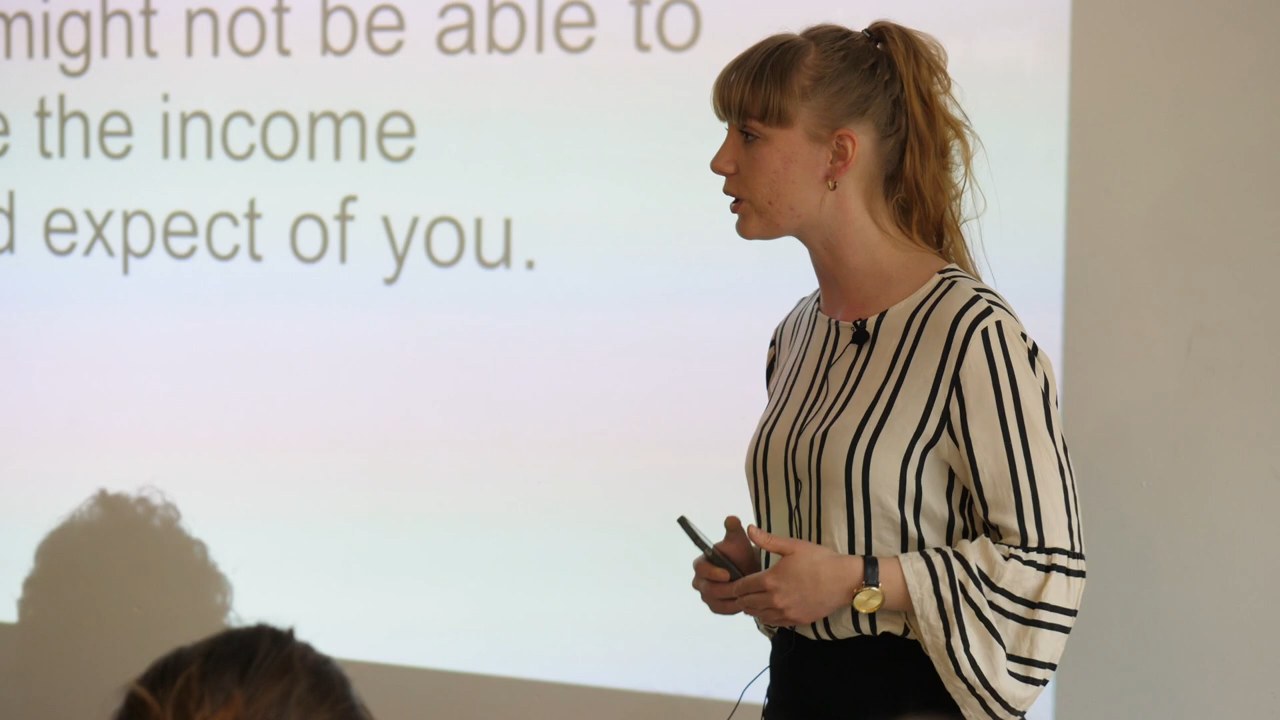 might not be able to
the income
expect of you.